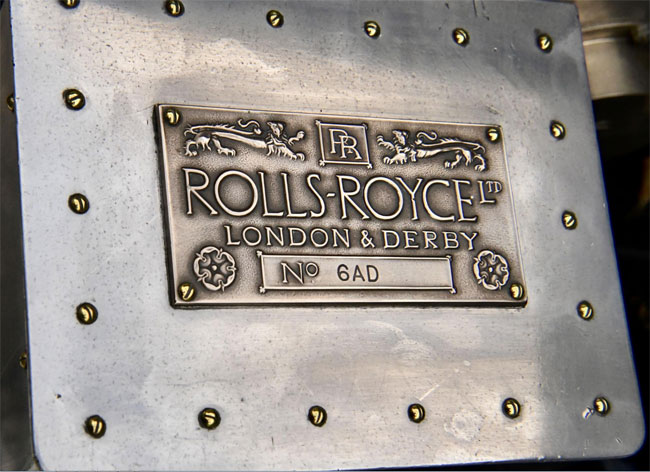 RR
ROLLS-ROYCE LTD
LONDON & DERBY
No 6AD